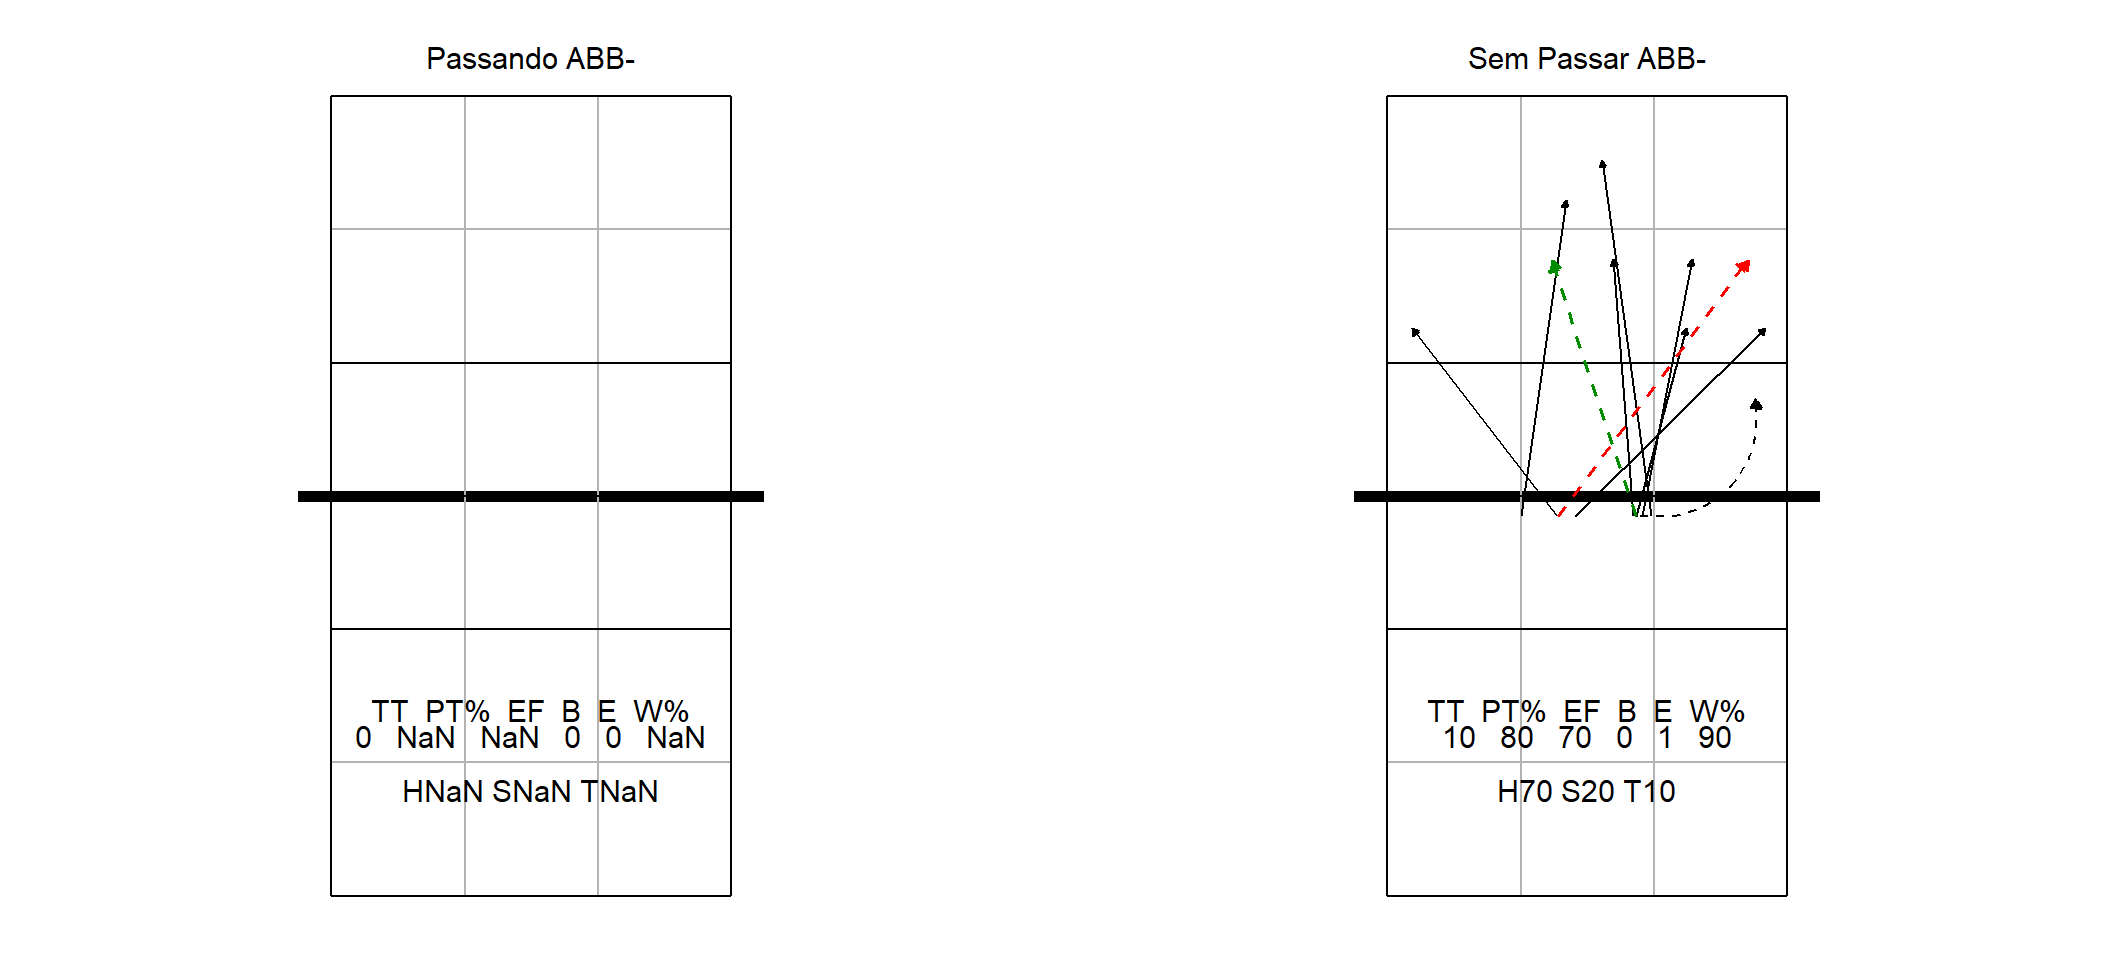 Passando ABB-
TT PT% EF B E W%
0 NaN NaN 0 0 NaN
HNaN SNaN TNaN
Sem Passar ABB-
TT PT% EF B E W%
10 80 70 0 1 90
H70 S20 T10